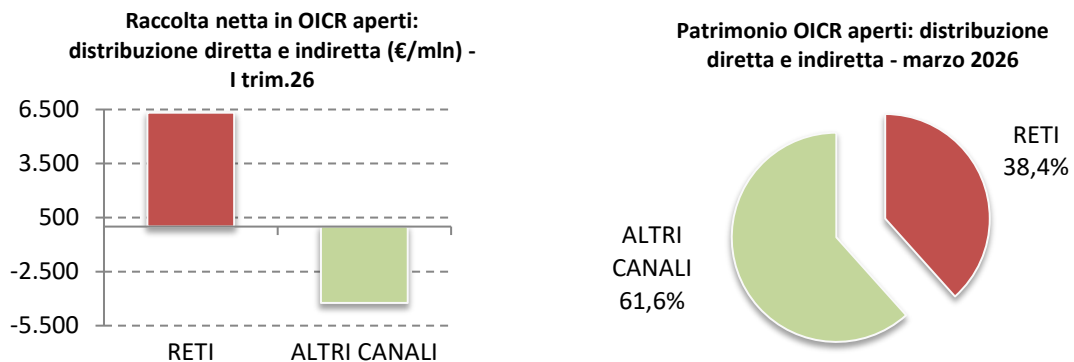 Raccolta netta in OICR aperti:
distribuzione diretta e indiretta (€/mln) -
I trim.26
6.500
3.500
500
-2.500
-5.500
RETI
ALTRI CANALI
Patrimonio OICR aperti: distribuzione
diretta e indiretta - marzo 2026
RETI
38,4%
ALTRI
CANALI
61,6%